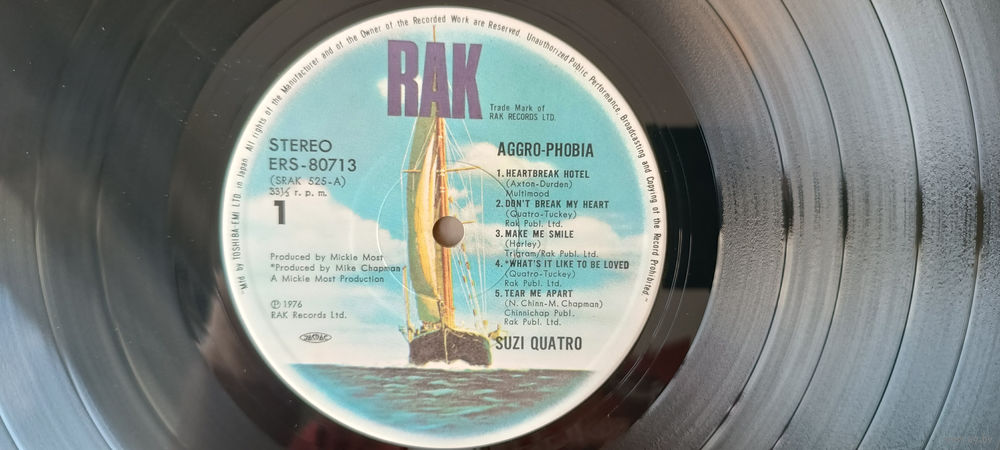 "Mfd by TOSHIBA EMI LTD. in Japan. All rights of the Manufacturer and of the Owner of the Recorded Work are Reserved. Unauthorized Public Performance, Broadcasting and Copying of the Record Prohibited."
RAK
Trade Mark of
RAK RECORDS LTD.
STEREO
ERS-80713
(SRAK 525-A)
33⅓ r. p. m.
1
Produced by Mickie Most
*Produced by Mike Chapman
A Mickie Most Production
℗ 1976
RAK Records Ltd.
AGGRO-PHOBIA
1. HEARTBREAK HOTEL
(Axton-Durden)
Multimood
2. DON'T BREAK MY HEART
(Quatro-Tuckey)
Rak Publ. Ltd.
3. MAKE ME SMILE
(Harley)
Trigram/Rak Publ. Ltd.
4. *WHAT'S IT LIKE TO BE LOVED
(Quatro-Tuckey)
Rak Publ. Ltd.
5. TEAR ME APART
(N. Chinn-M. Chapman)
Chinnichap Publ.
Rak Publ. Ltd.
SUZI QUATRO